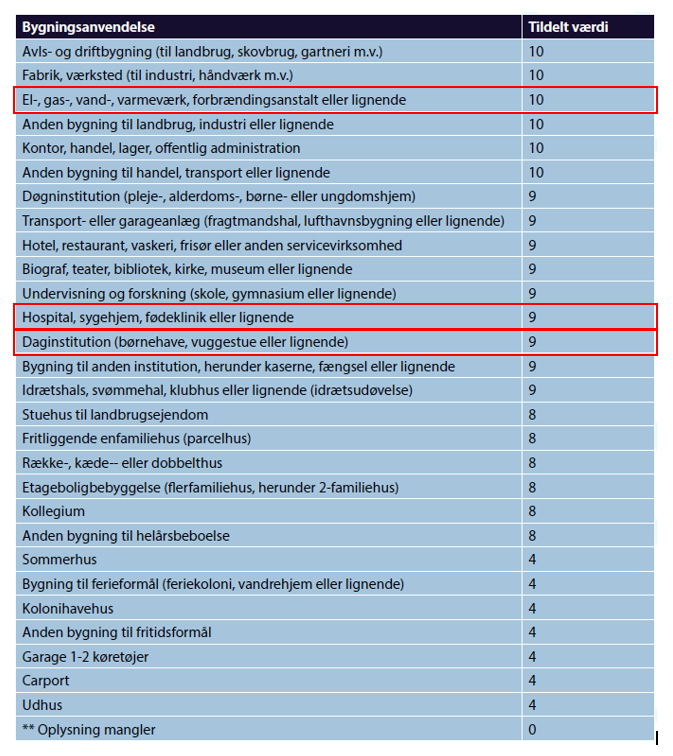 Bygningsanvendelse Tildelt værdi
Avls- og driftbygning (til landbrug, skovbrug, gartneri m.v.) 10
Fabrik, værksted (til industri, håndværk m.v.) 10
El-, gas-, vand-, varmeværk, forbrændingsanstalt eller lignende 10
Anden bygning til landbrug, industri eller lignende 10
Kontor, handel, lager, offentlig administration 10
Anden bygning til handel, transport eller lignende 10
Døgninstitution (pleje-, alderdoms-, børne- eller ungdomshjem) 9
Transport- eller garageanlæg (fragtmandshal, lufthavnsbygning eller lignende) 9
Hotel, restaurant, vaskeri, frisør eller anden servicevirksomhed 9
Biograf, teater, bibliotek, kirke, museum eller lignende 9
Undervisning og forskning (skole, gymnasium eller lignende) 9
Hospital, sygehjem, fødeklinik eller lignende 9
Daginstitution (børnehave, vuggestue eller lignende) 9
Bygning til anden institution, herunder kaserne, fængsel eller lignende 9
Idrætshals, svømmehal, klubhus eller lignende (idrætsudøvelse) 9
Stuehus til landbrugsejendom 8
Fritliggende enfamiliehus (parcelhus) 8
Række-, kæde-- eller dobbelthus 8
Etageboligbebyggelse (flerfamiliehus, herunder 2-familiehus) 8
Kollegium 8
Anden bygning til helårsbeboelse 8
Sommerhus 4
Bygning til ferieformål (feriekoloni, vandrehjem eller lignende) 4
Kolonihavehus 4
Anden bygning til fritidsformål 4
Garage 1-2 køretøjer 4
Carport 4
Udhus 4
** Oplysning mangler 0